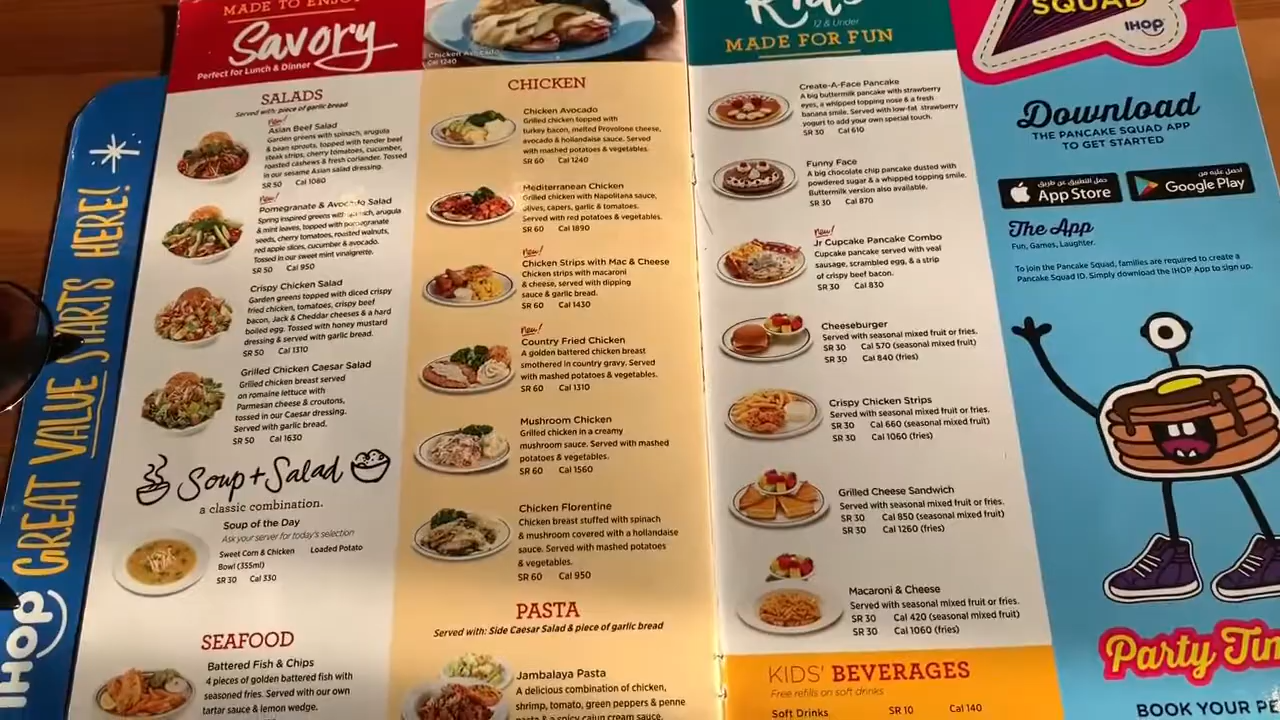 IHOP GREAT VALUE STARTS HERE!
MADE TO ENJOY
Savory
Perfect for Lunch & Dinner
SALADS
Served with piece of garlic bread
new!
Asian Beef Salad
Garden greens with spinach, arugula
& bean sprouts, topped with tender beef
steak strips, cherry tomatoes, cucumber,
roasted cashews & fresh coriander. Tossed
in our sesame Asian salad dressing.
SR 50 Cal 1080
new!
Pomegranate & Avocado Salad
Spring inspired greens with spinach, arugula
& mint leaves, topped with pomegranate
seeds, cherry tomatoes, roasted walnuts,
red apple slices, cucumber & avocado.
Tossed in our sweet mint vinaigrette.
SR 50 Cal 950
Crispy Chicken Salad
Garden greens topped with diced crispy
fried chicken, tomatoes, crispy beef
bacon, Jack & Cheddar cheeses & a hard
boiled egg. Tossed with honey mustard
dressing & served with garlic bread.
SR 50 Cal 1310
Grilled Chicken Caesar Salad
Grilled chicken breast served
on romaine lettuce with
Parmesan cheese & croutons,
tossed in our Caesar dressing.
Served with garlic bread.
SR 50 Cal 1630
Soup + Salad
a classic combination.
Soup of the Day
Ask your server for today's selection
Sweet Corn & Chicken Loaded Potato
Bowl (355ml)
SR 30 Cal 330
SEAFOOD
Battered Fish & Chips
4 pieces of golden battered fish with
seasoned fries. Served with our own
tartar sauce & lemon wedge.
Chicken Avocado
Cal 1240
CHICKEN
Chicken Avocado
Grilled chicken topped with
turkey bacon, melted Provolone cheese,
avocado & hollandaise sauce. Served
with mashed potatoes & vegetables.
SR 60 Cal 1240
Mediterranean Chicken
Grilled chicken with Napolitana sauce,
olives, capers, garlic & tomatoes.
Served with red potatoes & vegetables.
SR 60 Cal 1890
new!
Chicken Strips with Mac & Cheese
Chicken strips with macaroni
& cheese, served with dipping
sauce & garlic bread.
SR 60 Cal 1430
new!
Country Fried Chicken
A golden battered chicken breast
smothered in country gravy. Served
with mashed potatoes & vegetables.
SR 60 Cal 1310
Mushroom Chicken
Grilled chicken in a creamy
mushroom sauce. Served with mashed
potatoes & vegetables.
SR 60 Cal 1560
Chicken Florentine
Chicken breast stuffed with spinach
& mushroom covered with a hollandaise
sauce. Served with mashed potatoes
& vegetables.
SR 60 Cal 950
PASTA
Served with: Side Caesar Salad & piece of garlic bread
Jambalaya Pasta
A delicious combination of chicken,
shrimp, tomato, green peppers & penne
pasta & a spicy cajun cream sauce.
Kids
12 & Under
MADE FOR FUN
Create-A-Face Pancake
A big buttermilk pancake with strawberry
eyes, a whipped topping nose & a fresh
banana smile. Served with low-fat strawberry
yogurt to add your own special touch.
SR 30 Cal 610
Funny Face
A big chocolate chip pancake dusted with
powdered sugar & a whipped topping smile.
Buttermilk version also available.
SR 30 Cal 870
new!
Jr Cupcake Pancake Combo
Cupcake pancake served with veal
sausage, scrambled egg, & a strip
of crispy beef bacon.
SR 30 Cal 830
Cheeseburger
Served with seasonal mixed fruit or fries.
SR 30 Cal 570 (seasonal mixed fruit)
SR 30 Cal 840 (fries)
Crispy Chicken Strips
Served with seasonal mixed fruit or fries.
SR 30 Cal 660 (seasonal mixed fruit)
SR 30 Cal 1060 (fries)
Grilled Cheese Sandwich
Served with seasonal mixed fruit or fries.
SR 30 Cal 850 (seasonal mixed fruit)
SR 30 Cal 1260 (fries)
Macaroni & Cheese
Served with seasonal mixed fruit or fries.
SR 30 Cal 420 (seasonal mixed fruit)
SR 30 Cal 1060 (fries)
KIDS' BEVERAGES
Free refills on soft drinks
Soft Drinks SR 10 Cal 140
SQUAD
IHOP
Download
THE PANCAKE SQUAD APP
TO GET STARTED
حمل التطبيق عن طريق
App Store
حمليه من
Google Play
The App
Fun, Games, Laughter.
To join the Pancake Squad, families are required to create a
Pancake Squad ID. Simply download the IHOP App to sign up.
Party Tim
BOOK YOUR PE